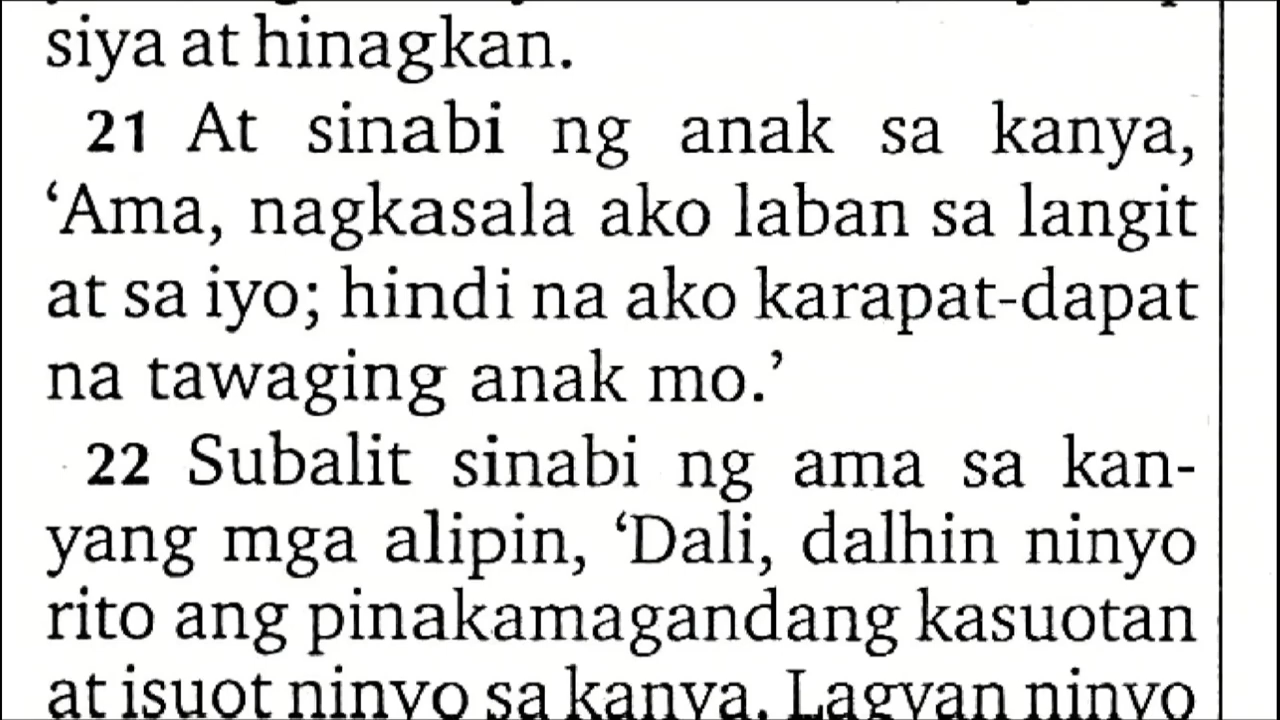 siya at hinagkan.
21 At sinabi ng anak sa kanya,
‘Ama, nagkasala ako laban sa langit
at sa iyo; hindi na ako karapat-dapat
na tawaging anak mo.’
22 Subalit sinabi ng ama sa kan-
yang mga alipin, ‘Dali, dalhin ninyo
rito ang pinakamagandang kasuotan
at isuot ninyo sa kanya. Lagyan ninyo